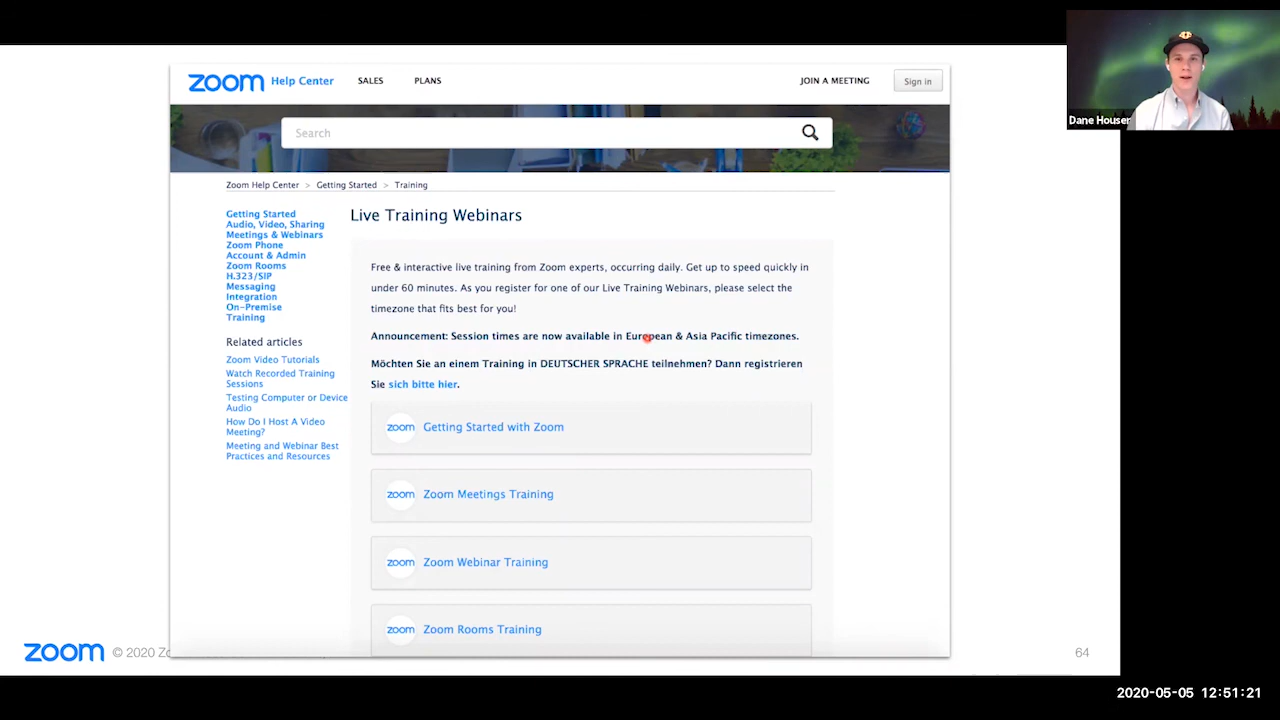 zoom Help Center SALES PLANS JOIN A MEETING Sign in
Dane Houser
Search
Zoom Help Center > Getting Started > Training
Getting Started
Audio, Video, Sharing
Meetings & Webinars
Zoom Phone
Account & Admin
Zoom Rooms
H.323/SIP
Messaging
Integration
On-Premise
Training
Related articles
Zoom Video Tutorials
Watch Recorded Training
Sessions
Testing Computer or Device
Audio
How Do I Host A Video
Meeting?
Meeting and Webinar Best
Practices and Resources
Live Training Webinars
Free & interactive live training from Zoom experts, occurring daily. Get up to speed quickly in
under 60 minutes. As you register for one of our Live Training Webinars, please select the
timezone that fits best for you!
Announcement: Session times are now available in European & Asia Pacific timezones.
Möchten Sie an einem Training in DEUTSCHER SPRACHE teilnehmen? Dann registrieren
Sie sich bitte hier.
zoom Getting Started with Zoom
zoom Zoom Meetings Training
zoom Zoom Webinar Training
zoom Zoom Rooms Training
zoom © 2020 64
2020-05-05 12:51:21